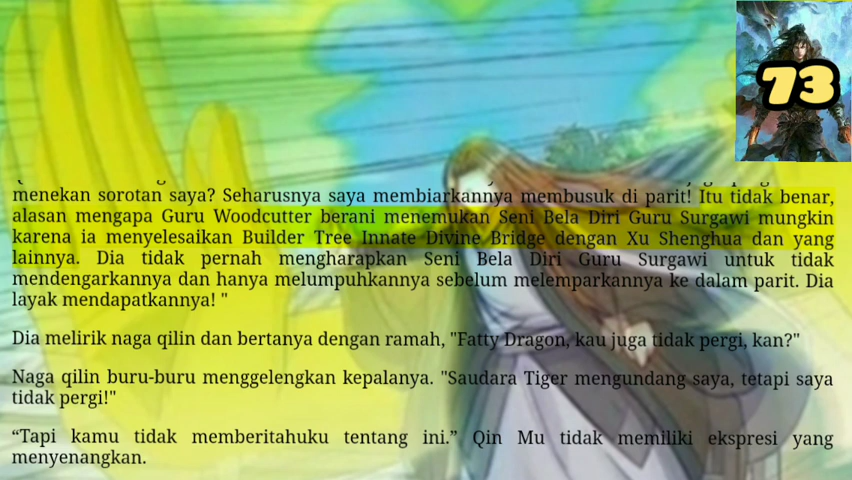 73
menekan sorotan saya? Seharusnya saya membiarkannya membusuk di parit! Itu tidak benar,
alasan mengapa Guru Woodcutter berani menemukan Seni Bela Diri Guru Surgawi mungkin
karena ia menyelesaikan Builder Tree Innate Divine Bridge dengan Xu Shenghua dan yang
lainnya. Dia tidak pernah mengharapkan Seni Bela Diri Guru Surgawi untuk tidak
mendengarkannya dan hanya melumpuhkannya sebelum melemparkannya ke dalam parit. Dia
layak mendapatkannya! "
Dia melirik naga qilin dan bertanya dengan ramah, "Fatty Dragon, kau juga tidak pergi, kan?"
Naga qilin buru-buru menggelengkan kepalanya. "Saudara Tiger mengundang saya, tetapi saya
tidak pergi!"
“Tapi kamu tidak memberitahuku tentang ini.” Qin Mu tidak memiliki ekspresi yang
menyenangkan.